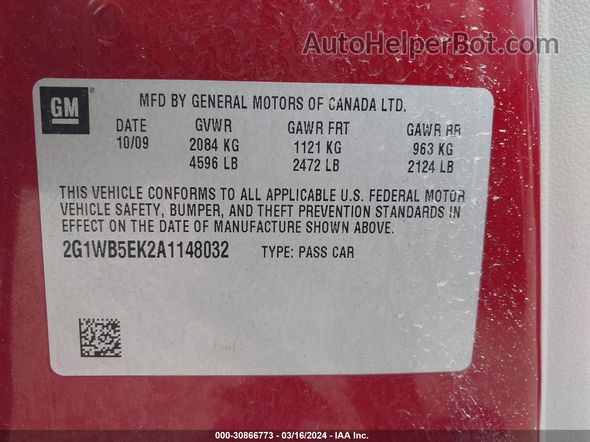 AutoHelperBot.com
GM
MFD BY GENERAL MOTORS OF CANADA LTD.
DATE GVWR GAWR FRT GAWR RR
10/09 2084 KG 1121 KG 963 KG
4596 LB 2472 LB 2124 LB
THIS VEHICLE CONFORMS TO ALL APPLICABLE U.S. FEDERAL MOTOR
VEHICLE SAFETY, BUMPER, AND THEFT PREVENTION STANDARDS IN
EFFECT ON THE DATE OF MANUFACTURE SHOWN ABOVE.
2G1WB5EK2A1148032 TYPE: PASS CAR
000-30866773 - 03/16/2024 - IAA Inc.